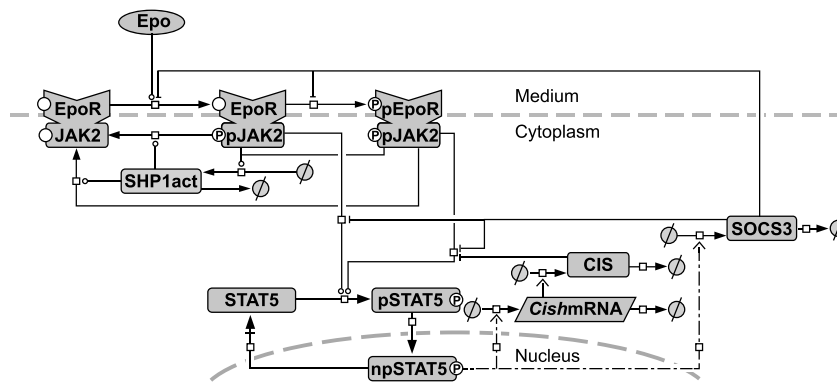 Epo
EpoR
EpoR
pEpoR
Medium
JAK2
P
pJAK2
P
P
pJAK2
Cytoplasm
SHP1act
SOCS3
CIS
STAT5
pSTAT5
P
CishmRNA
Nucleus
npSTAT5
P